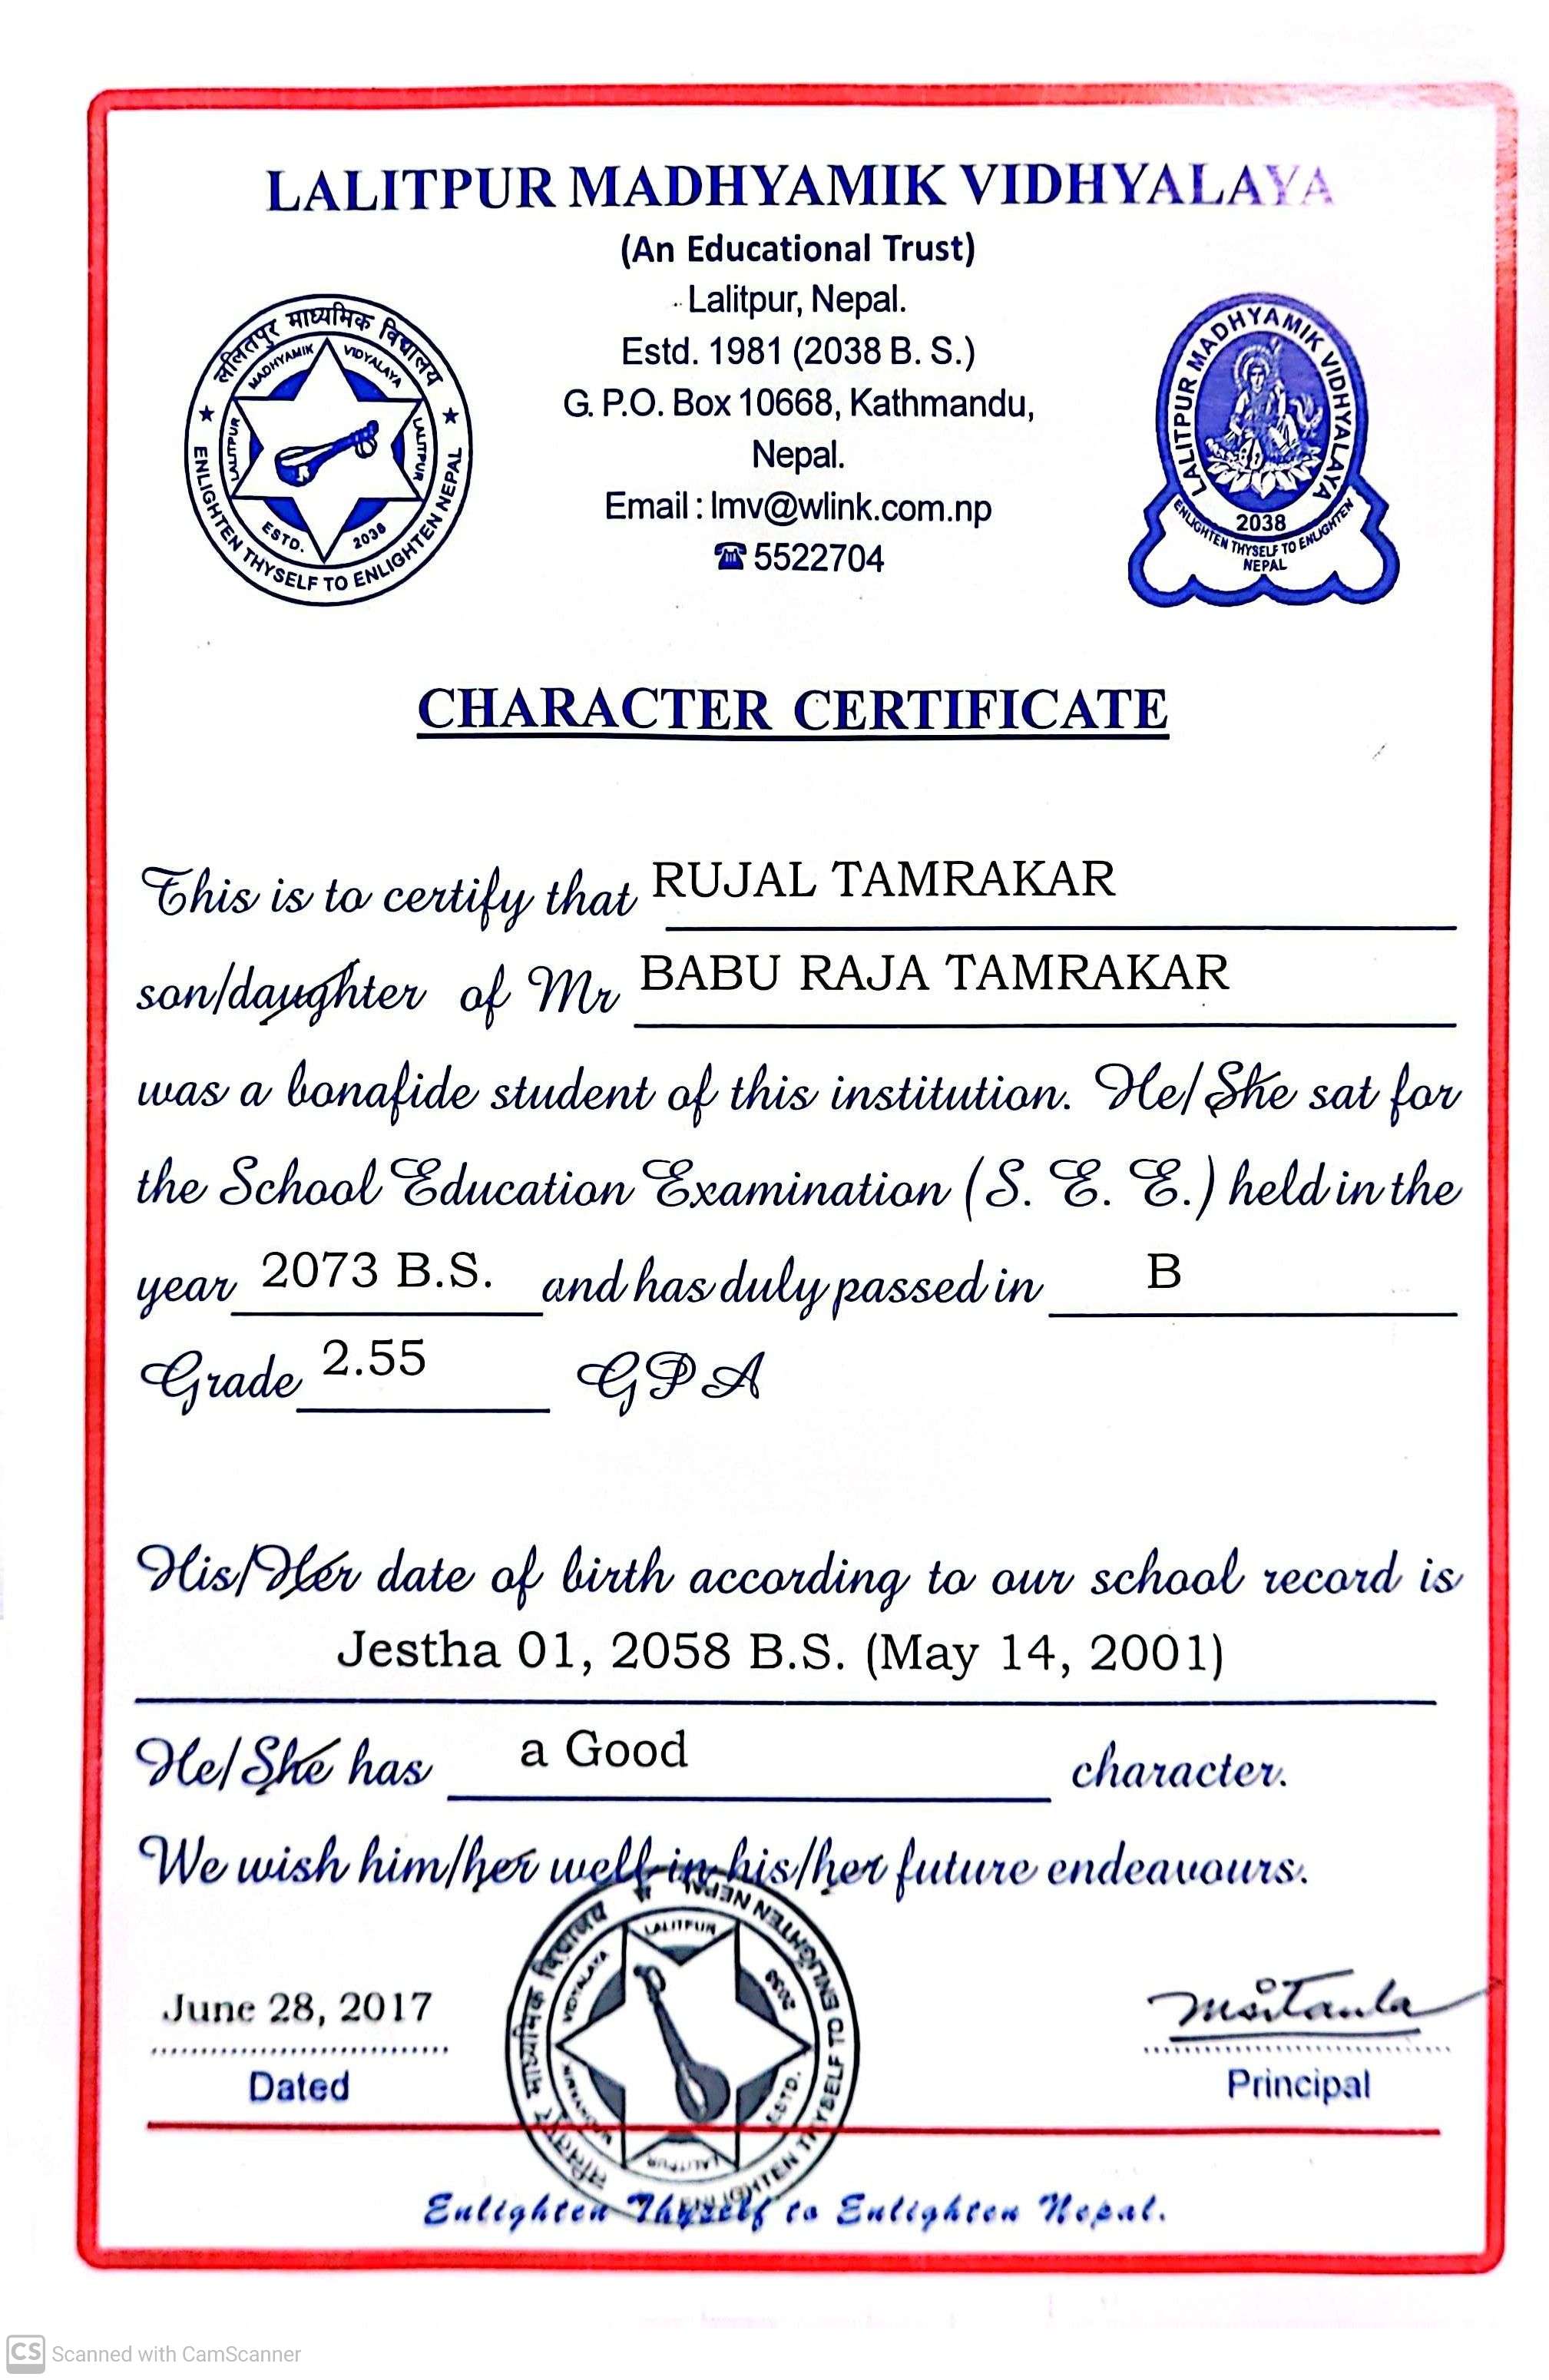 LALITPUR MADHYAMIK VIDHYALAYA
(An Educational Trust)
Lalitpur, Nepal.
Estd. 1981 (2038 B. S.)
G. P.O. Box 10668, Kathmandu,
Nepal.
Email : lmv@wlink.com.np
☎ 5522704
ललितपुर माध्यमिक विद्यालय
MADHYAMIK VIDYALAYA
LALITPUR LALITPUR
ESTD. 2038
ENLIGHTEN THYSELF TO ENLIGHTEN NEPAL
LALITPUR MADHYAMIK VIDHYALAYA
2038
ENLIGHTEN THYSELF TO ENLIGHTEN
NEPAL
CHARACTER CERTIFICATE
This is to certify that RUJAL TAMRAKAR
son/daughter of Mr BABU RAJA TAMRAKAR
was a bonafide student of this institution. He/She sat for
the School Education Examination (S. E. E.) held in the
year 2073 B.S. and has duly passed in B
Grade 2.55 GPA
His/Her date of birth according to our school record is
Jestha 01, 2058 B.S. (May 14, 2001)
He/She has a Good character.
We wish him/her well in his/her future endeavours.
माध्यमिक विद्यालय
ENLIGHTEN THYSELF TO ENLIGHTEN NEPAL
LALITPUR
VIDYALAYA 2038
ESTD.
LALITPUR
June 28, 2017
Dated
Principal
Enlighten Thyself to Enlighten Nepal.
CS Scanned with CamScanner